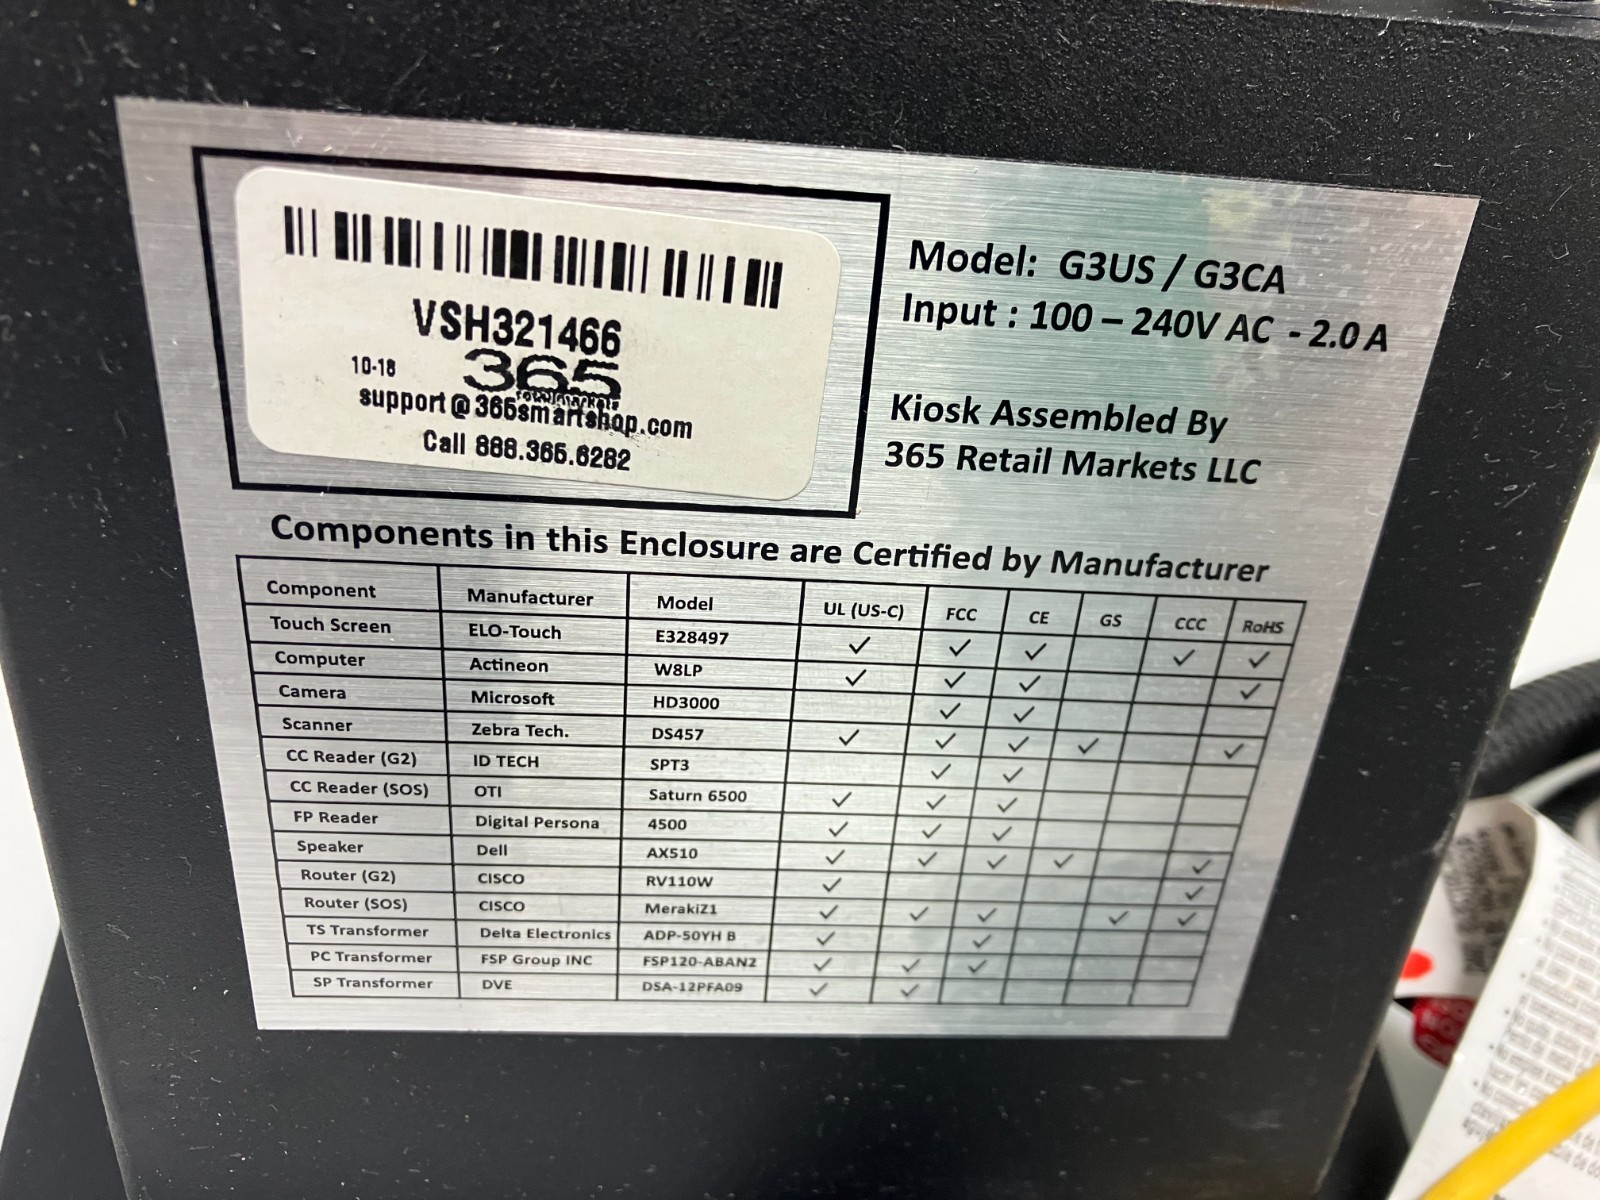 VSH321466
10-18 365
support@365smartshop.com
Call 888.365.6282
Model: G3US / G3CA
Input : 100 – 240V AC - 2.0 A
Kiosk Assembled By
365 Retail Markets LLC
Components in this Enclosure are Certified by Manufacturer
Component Manufacturer Model UL (US-C) FCC CE GS CCC RoHS
Touch Screen ELO-Touch E328497 ✓ ✓ ✓ ✓ ✓
Computer Actineon W8LP ✓ ✓ ✓ ✓
Camera Microsoft HD3000 ✓ ✓
Scanner Zebra Tech. DS457 ✓ ✓ ✓ ✓ ✓
CC Reader (G2) ID TECH SPT3 ✓ ✓
CC Reader (SOS) OTI Saturn 6500 ✓ ✓ ✓
FP Reader Digital Persona 4500 ✓ ✓ ✓
Speaker Dell AX510 ✓ ✓ ✓ ✓ ✓
Router (G2) CISCO RV110W ✓ ✓
Router (SOS) CISCO MerakiZ1 ✓ ✓ ✓ ✓ ✓
TS Transformer Delta Electronics ADP-50YH B ✓ ✓
PC Transformer FSP Group INC FSP120-ABAN2 ✓ ✓ ✓
SP Transformer DVE DSA-12PFA09 ✓ ✓